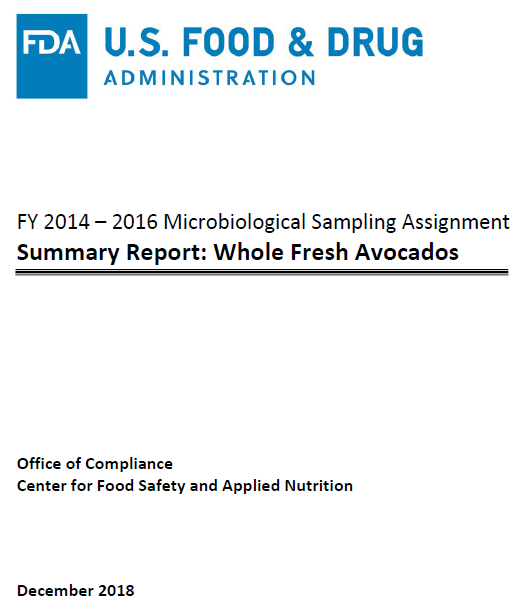 FDA
U.S. FOOD & DRUG
ADMINISTRATION
FY 2014 – 2016 Microbiological Sampling Assignment
Summary Report: Whole Fresh Avocados
Office of Compliance
Center for Food Safety and Applied Nutrition
December 2018